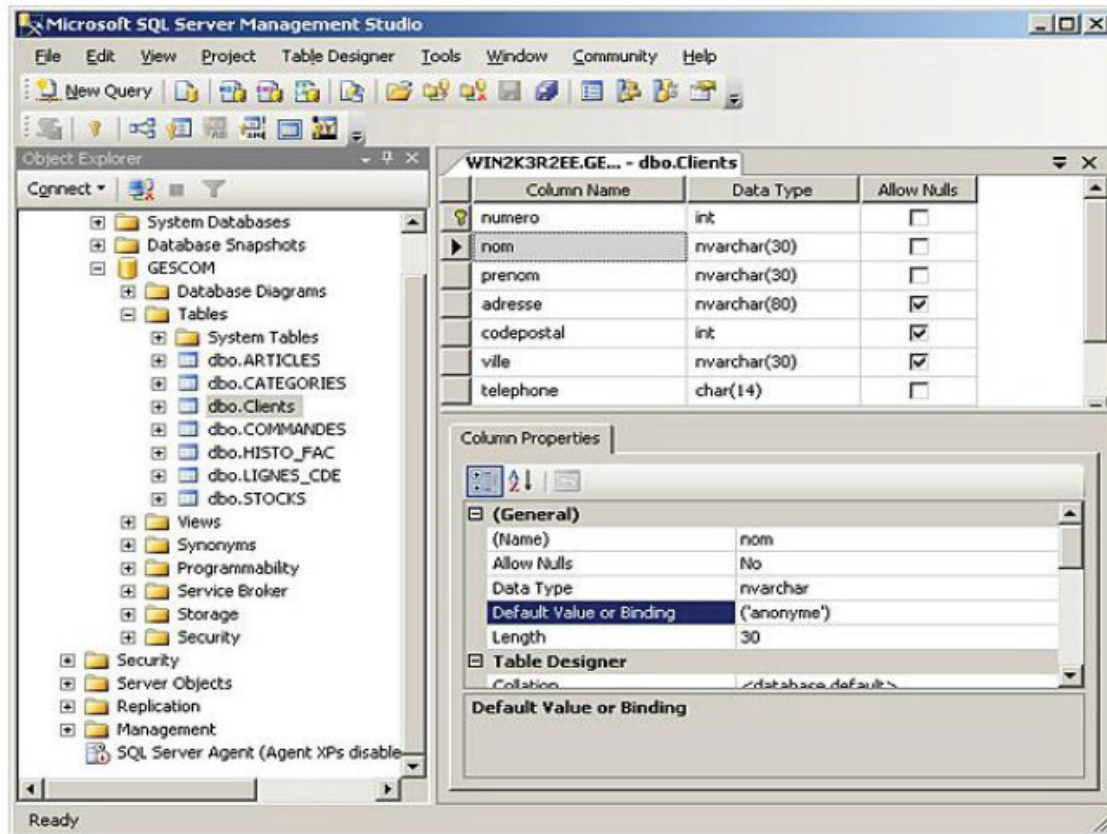 Microsoft SQL Server Management Studio
File Edit View Project Table Designer Tools Window Community Help
New Query
Object Explorer
Connect
System Databases
Database Snapshots
GESCOM
Database Diagrams
Tables
System Tables
dbo.ARTICLES
dbo.CATEGORIES
dbo.Clients
dbo.COMMANDES
dbo.HISTO_FAC
dbo.LIGNES_CDE
dbo.STOCKS
Views
Synonyms
Programmability
Service Broker
Storage
Security
Security
Server Objects
Replication
Management
SQL Server Agent (Agent XPs disable
WIN2K3R2EE.GE... - dbo.Clients
Column Name Data Type Allow Nulls
numero int
nom nvarchar(30)
prenom nvarchar(30)
adresse nvarchar(80)
codepostal int
ville nvarchar(30)
telephone char(14)
Column Properties
(General)
(Name) nom
Allow Nulls No
Data Type nvarchar
Default Value or Binding ('anonyme')
Length 30
Table Designer
Collation <database default>
Default Value or Binding
Ready